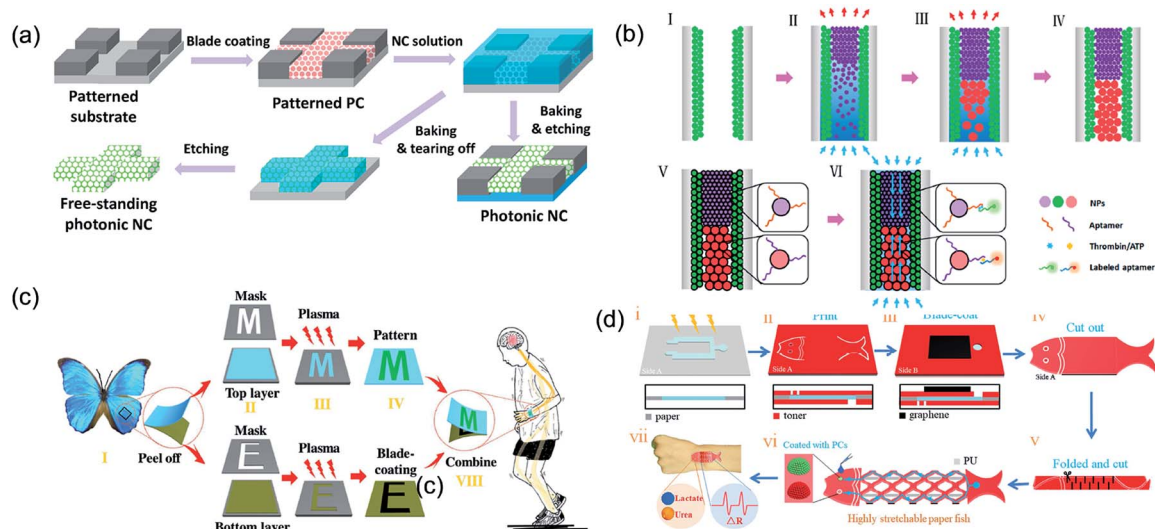 (a)
Blade coating
NC solution
Patterned
substrate
Patterned PC
Baking
& etching
Baking
& tearing off
Etching
Free-standing
photonic NC
Photonic NC
(b)
I
II
III
IV
V
VI
NPs
Aptamer
Thrombin/ATP
Labeled aptamer
(c)
Mask
M
Plasma
M
Pattern
M
Top layer
II
III
IV
I
Peel off
M
Combine
VIII
Mask
E
Plasma
E
Blade-
coating
E
(c)
Bottom layer
(d)
i
ii
Print
iii
Blade-coat
iv
Cut out
Side A
Side A
Side B
Side A
paper
toner
graphene
vii
Lactate
Urea
ΔR
vi
Coated with PCs
PU
Highly stretchable paper fish
v
Folded and cut